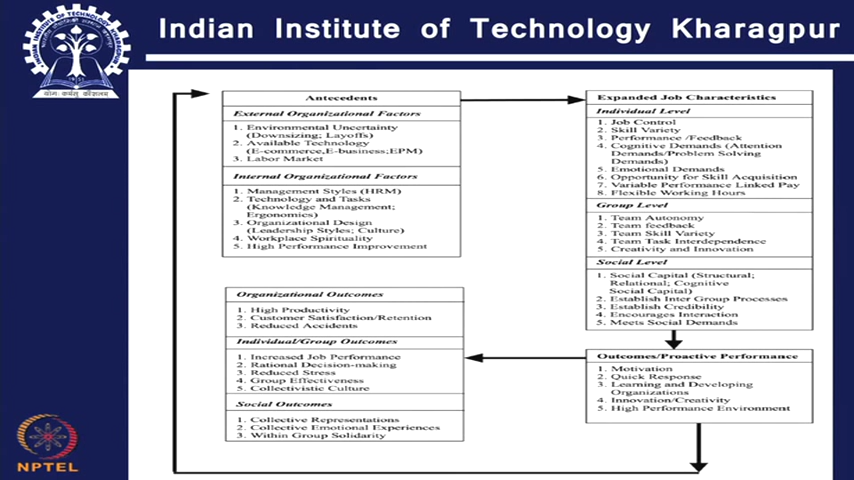 Indian Institute of Technology Kharagpur
INDIAN INSTITUTE OF TECHNOLOGY KHARAGPUR
योगः कर्मसु कौशलम्
Antecedents
External Organizational Factors
1. Environmental Uncertainty
(Downsizing; Layoffs)
2. Available Technology
(E-commerce,E-business;EPM)
3. Labor Market
Internal Organizational Factors
1. Management Styles (HRM)
2. Technology and Tasks
(Knowledge Management;
Ergonomics)
3. Organizational Design
(Leadership Styles; Culture)
4. Workplace Spirituality
5. High Performance Improvement
Expanded Job Characteristics
Individual Level
1. Job Control
2. Skill Variety
3. Performance /Feedback
4. Cognitive Demands (Attention
Demands/Problem Solving
Demands)
5. Emotional Demands
6. Opportunity for Skill Acquisition
7. Variable Performance Linked Pay
8. Flexible Working Hours
Group Level
1. Team Autonomy
2. Team feedback
3. Team Skill Variety
4. Team Task Interdependence
5. Creativity and Innovation
Social Level
1. Social Capital (Structural;
Relational; Cognitive
Social Capital)
2. Establish Inter Group Processes
3. Establish Credibility
4. Encourages Interaction
5. Meets Social Demands
Outcomes/Proactive Performance
1. Motivation
2. Quick Response
3. Learning and Developing
Organizations
4. Innovation/Creativity
5. High Performance Environment
Organizational Outcomes
1. High Productivity
2. Customer Satisfaction/Retention
3. Reduced Accidents
Individual/Group Outcomes
1. Increased Job Performance
2. Rational Decision-making
3. Reduced Stress
4. Group Effectiveness
5. Collectivistic Culture
Social Outcomes
1. Collective Representations
2. Collective Emotional Experiences
3. Within Group Solidarity
NPTEL